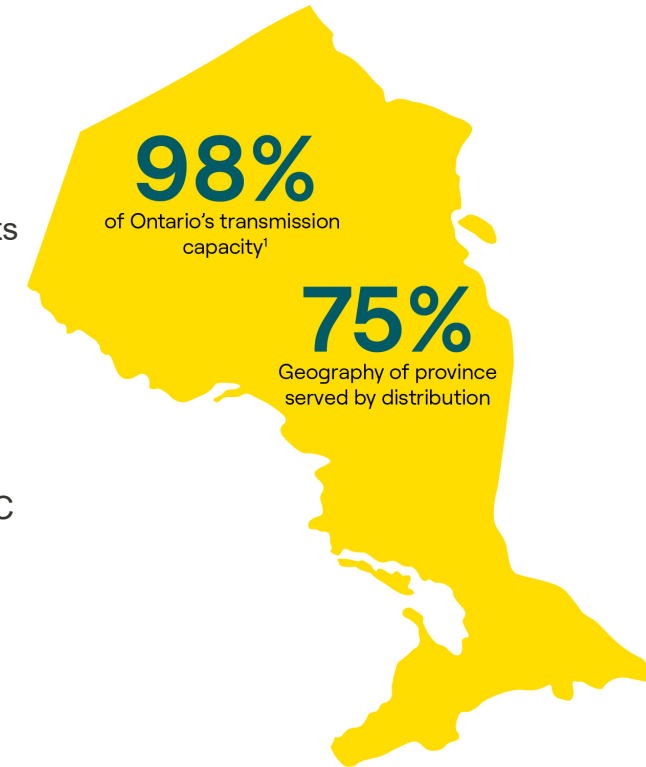 98%
of Ontario’s transmission
capacity¹
75%
Geography of province
served by distribution